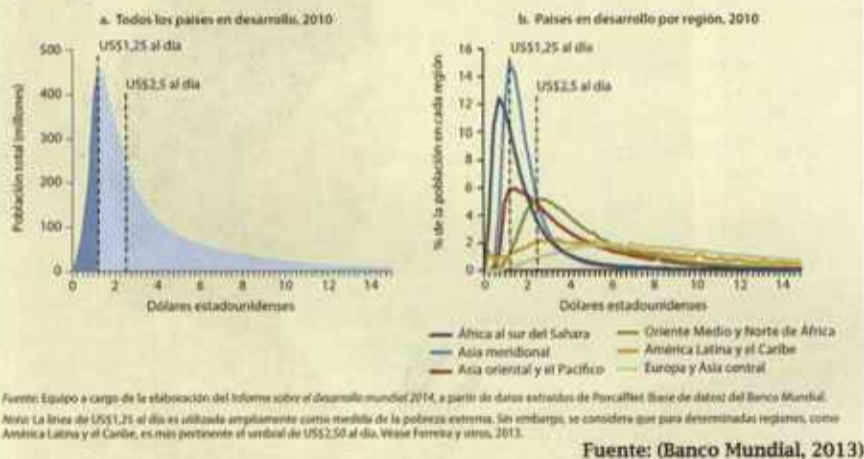 a. Todos los países en desarrollo, 2010
500
400
300
200
100
0
Población total (millones)
US$1,25 al día
US$2,5 al día
0 2 4 6 8 10 12 14
Dólares estadounidenses
b. Países en desarrollo por región, 2010
16
14
12
10
8
6
4
2
0
% de la población en cada región
US$1,25 al día
US$2,5 al día
0 2 4 6 8 10 12 14
Dólares estadounidenses
África al sur del Sahara
Asia meridional
Asia oriental y el Pacífico
Oriente Medio y Norte de África
América Latina y el Caribe
Europa y Asia central
Fuente: Equipo a cargo de la elaboración del Informe sobre el desarrollo mundial 2014, a partir de datos extraídos de PovcalNet (base de datos) del Banco Mundial.
Nota: La línea de US$1,25 al día es utilizada ampliamente como medida de la pobreza extrema. Sin embargo, se considera que para determinadas regiones, como
América Latina y el Caribe, es más pertinente el umbral de US$2,50 al día. Véase Ferreira y otros, 2013.
Fuente: (Banco Mundial, 2013)